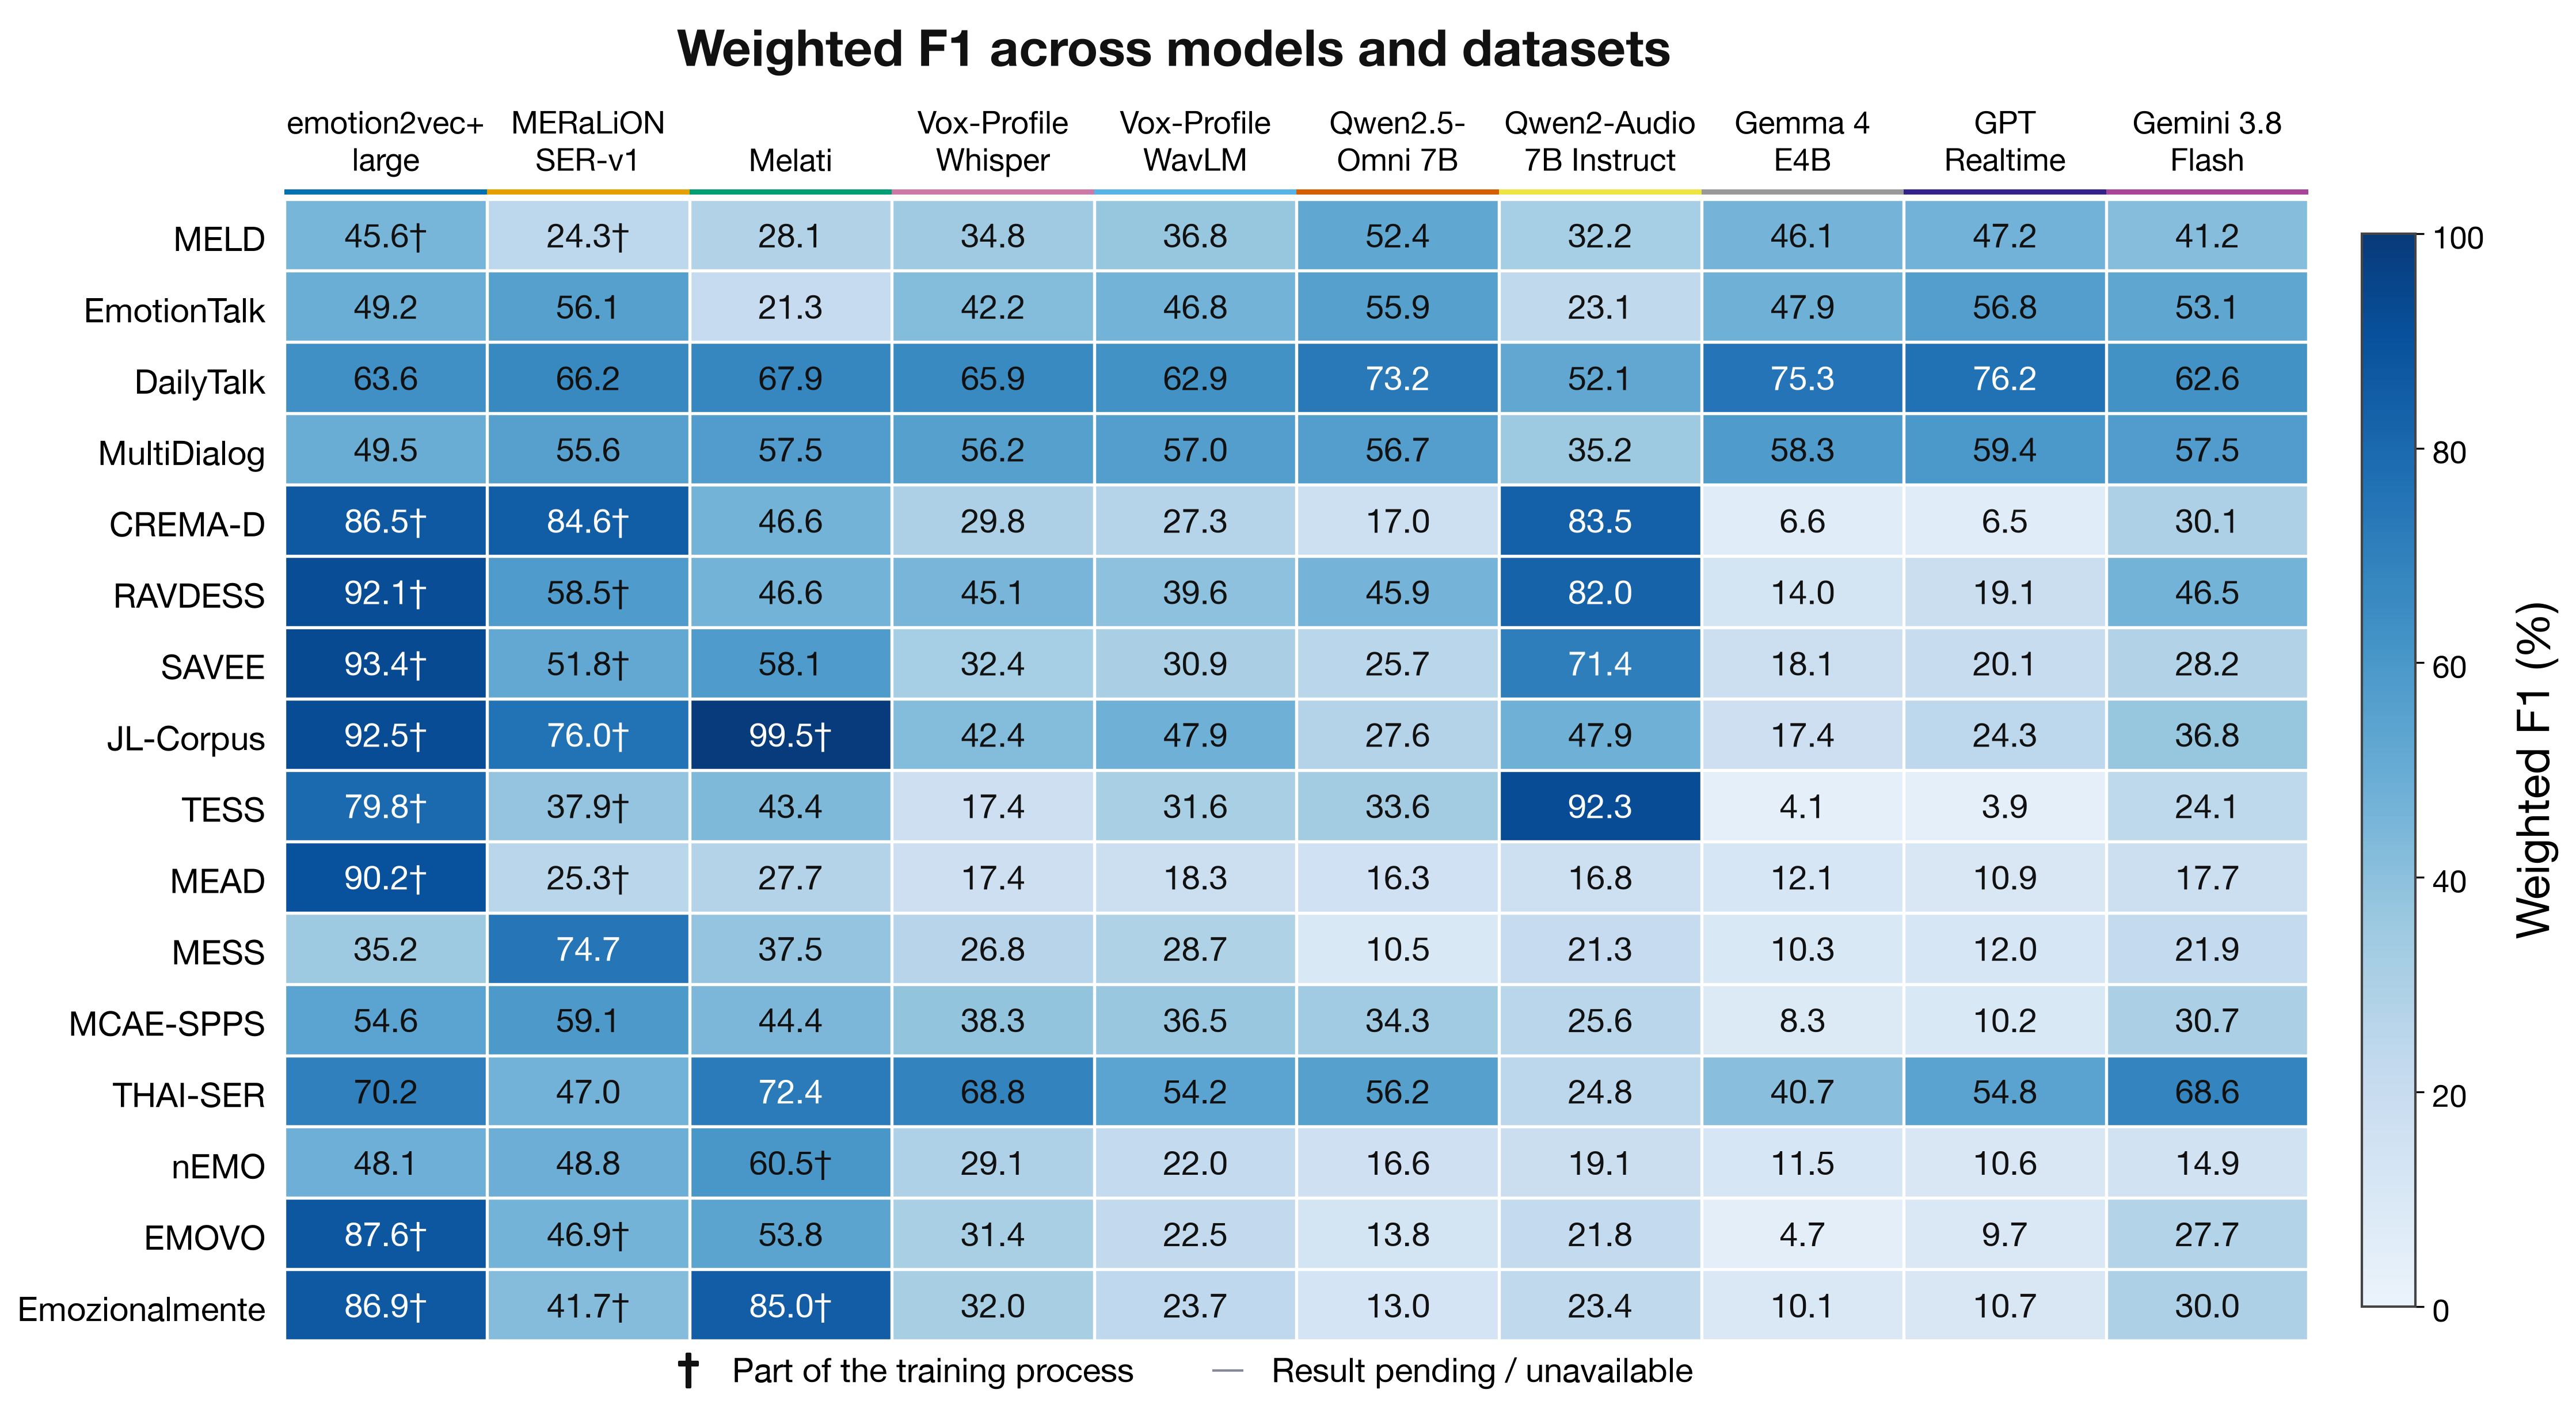 Weighted F1 across models and datasets
emotion2vec+ large
MERaLiON SER-v1
Melati
Vox-Profile Whisper
Vox-Profile WavLM
Qwen2.5-Omni 7B
Qwen2-Audio 7B Instruct
Gemma 4 E4B
GPT Realtime
Gemini 3.8 Flash
MELD 45.6† 24.3† 28.1 34.8 36.8 52.4 32.2 46.1 47.2 41.2
EmotionTalk 49.2 56.1 21.3 42.2 46.8 55.9 23.1 47.9 56.8 53.1
DailyTalk 63.6 66.2 67.9 65.9 62.9 73.2 52.1 75.3 76.2 62.6
MultiDialog 49.5 55.6 57.5 56.2 57.0 56.7 35.2 58.3 59.4 57.5
CREMA-D 86.5† 84.6† 46.6 29.8 27.3 17.0 83.5 6.6 6.5 30.1
RAVDESS 92.1† 58.5† 46.6 45.1 39.6 45.9 82.0 14.0 19.1 46.5
SAVEE 93.4† 51.8† 58.1 32.4 30.9 25.7 71.4 18.1 20.1 28.2
JL-Corpus 92.5† 76.0† 99.5† 42.4 47.9 27.6 47.9 17.4 24.3 36.8
TESS 79.8† 37.9† 43.4 17.4 31.6 33.6 92.3 4.1 3.9 24.1
MEAD 90.2† 25.3† 27.7 17.4 18.3 16.3 16.8 12.1 10.9 17.7
MESS 35.2 74.7 37.5 26.8 28.7 10.5 21.3 10.3 12.0 21.9
MCAE-SPPS 54.6 59.1 44.4 38.3 36.5 34.3 25.6 8.3 10.2 30.7
THAI-SER 70.2 47.0 72.4 68.8 54.2 56.2 24.8 40.7 54.8 68.6
nEMO 48.1 48.8 60.5† 29.1 22.0 16.6 19.1 11.5 10.6 14.9
EMOVO 87.6† 46.9† 53.8 31.4 22.5 13.8 21.8 4.7 9.7 27.7
Emozionalmente 86.9† 41.7† 85.0† 32.0 23.7 13.0 23.4 10.1 10.7 30.0
† Part of the training process
— Result pending / unavailable
100
80
60
40
20
0
Weighted F1 (%)